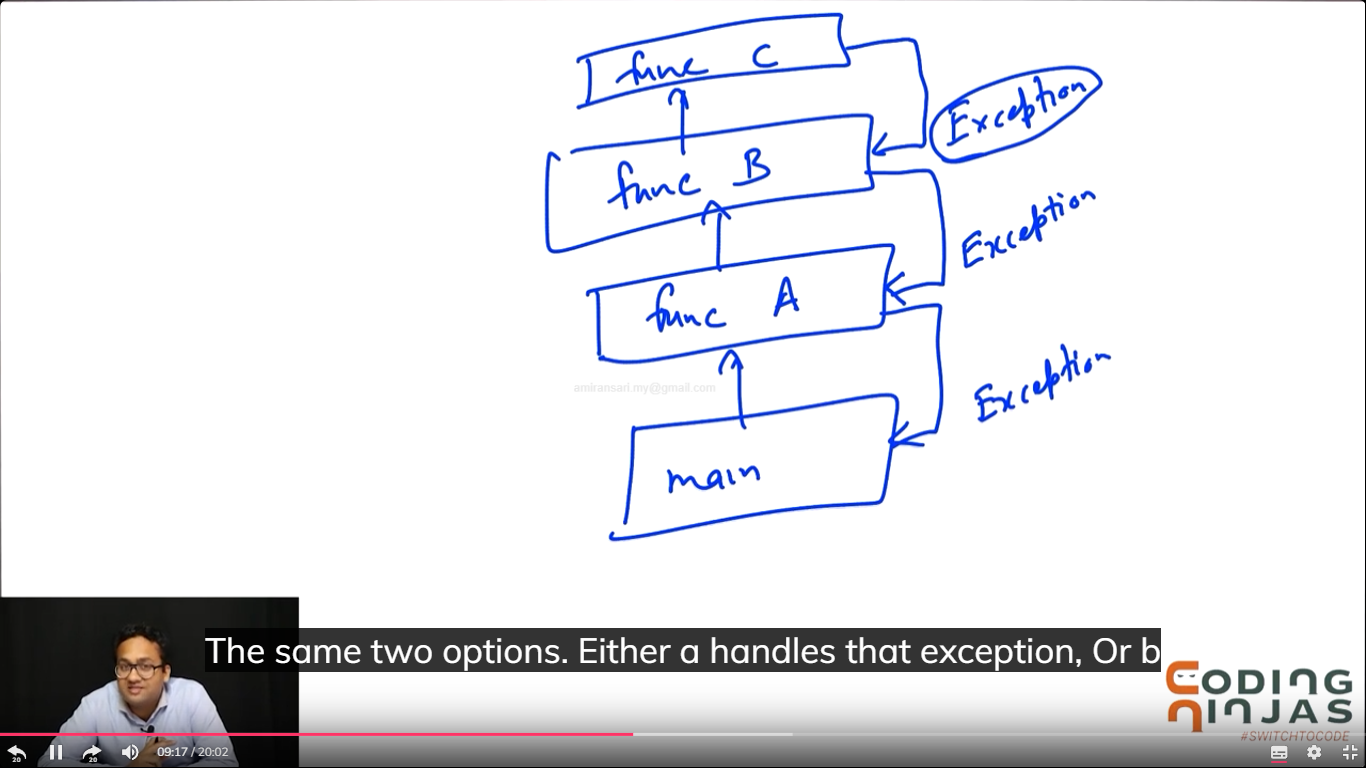 func C
Exception
func B
Exception
func A
amiransari.my@gmail.com
Exception
main
The same two options. Either a handles that exception, Or b
CODING
NINJAS
#SWITCHTOCODE
20
20
09:17 / 20:02